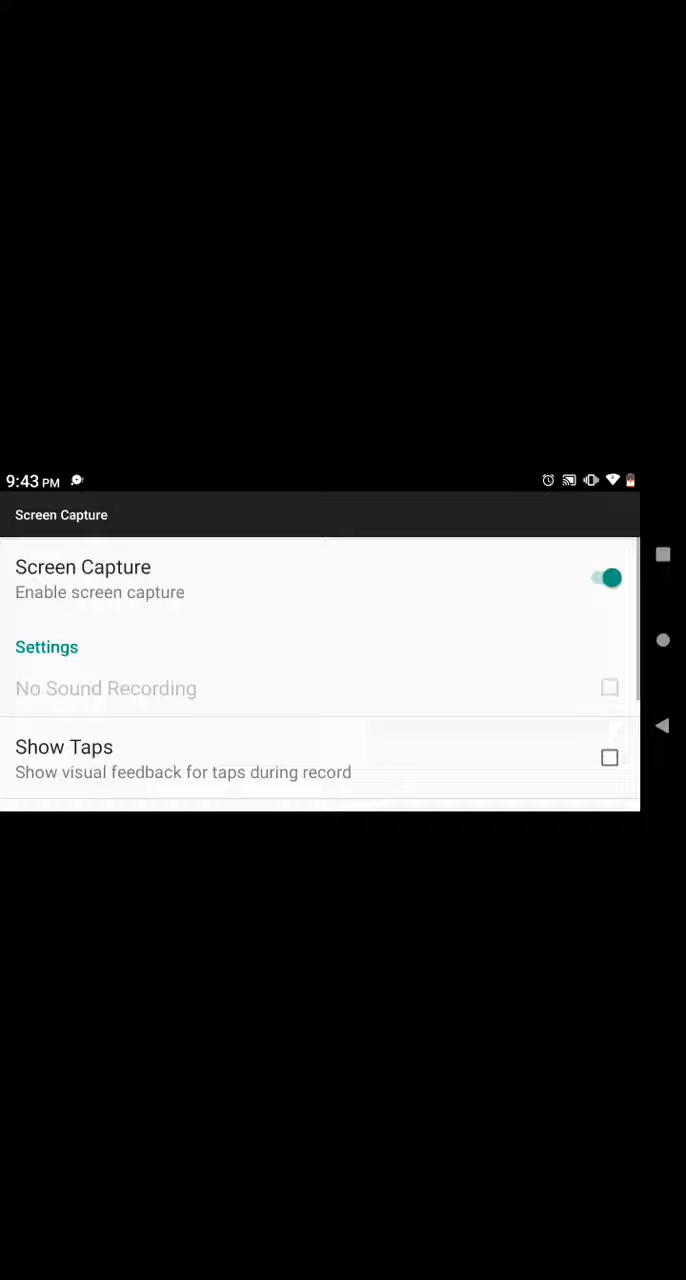 9:43 PM
Screen Capture
Screen Capture
Enable screen capture
Settings
No Sound Recording
Show Taps
Show visual feedback for taps during record